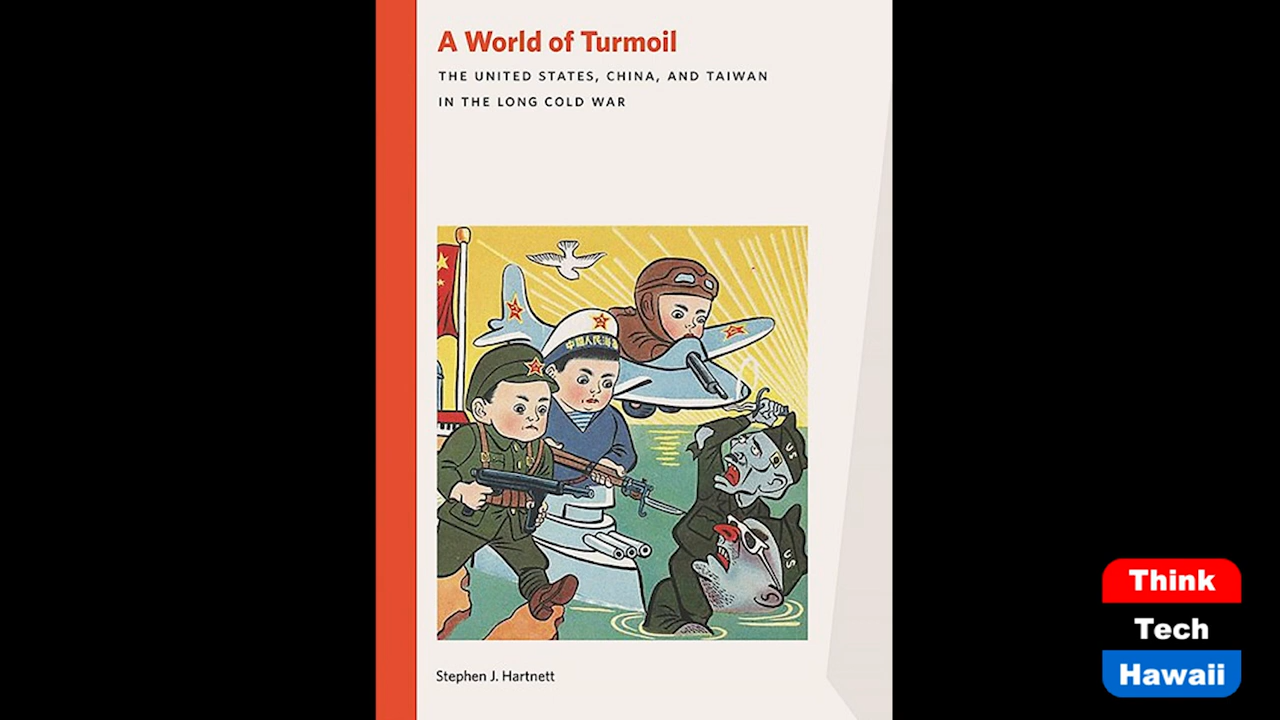 A World of Turmoil
THE UNITED STATES, CHINA, AND TAIWAN
IN THE LONG COLD WAR
中國人民海軍
US
US
Stephen J. Hartnett
Think
Tech
Hawaii